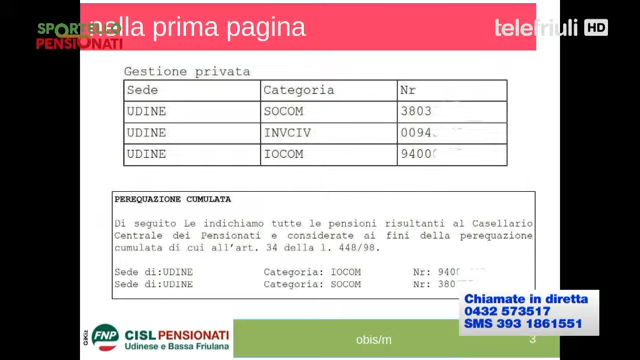 SPORTELLO
PENSIONATI
nella prima pagina
telefriuli HD
Gestione privata
Sede Categoria Nr
UDINE SOCOM 3803
UDINE INVCIV 0094
UDINE IOCOM 9400
PEREQUAZIONE CUMULATA
Di seguito Le indichiamo tutte le pensioni risultanti al Casellario
Centrale dei Pensionati e considerate ai fini della perequazione
cumulata di cui all'art. 34 della l. 448/98.
Sede di:UDINE Categoria: IOCOM Nr: 9400
Sede di:UDINE Categoria: SOCOM Nr: 380
Chiamate in diretta
0432 573517
SMS 393 1861551
FNP CISL PENSIONATI
Udinese e Bassa Friulana
obis/m 3